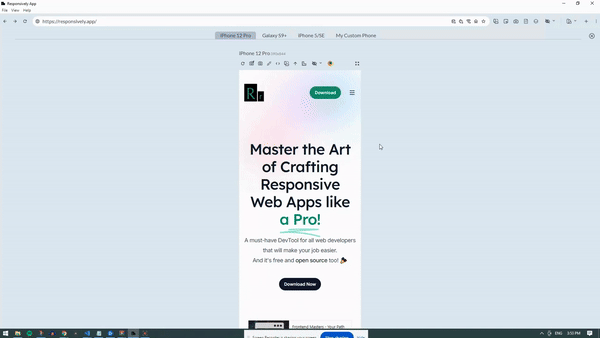 Responsively App
File View Help
https://responsively.app/
iPhone 12 Pro Galaxy S9+ iPhone 5/SE My Custom Phone
iPhone 12 Pro 390x844
Download
Master the Art
of Crafting
Responsive
Web Apps like
a Pro!
A must-have DevTool for all web developers
that will make your job easier.
And it's free and open source too!
Download Now
Frontend Masters - Your Path
ENG 3:50 PM